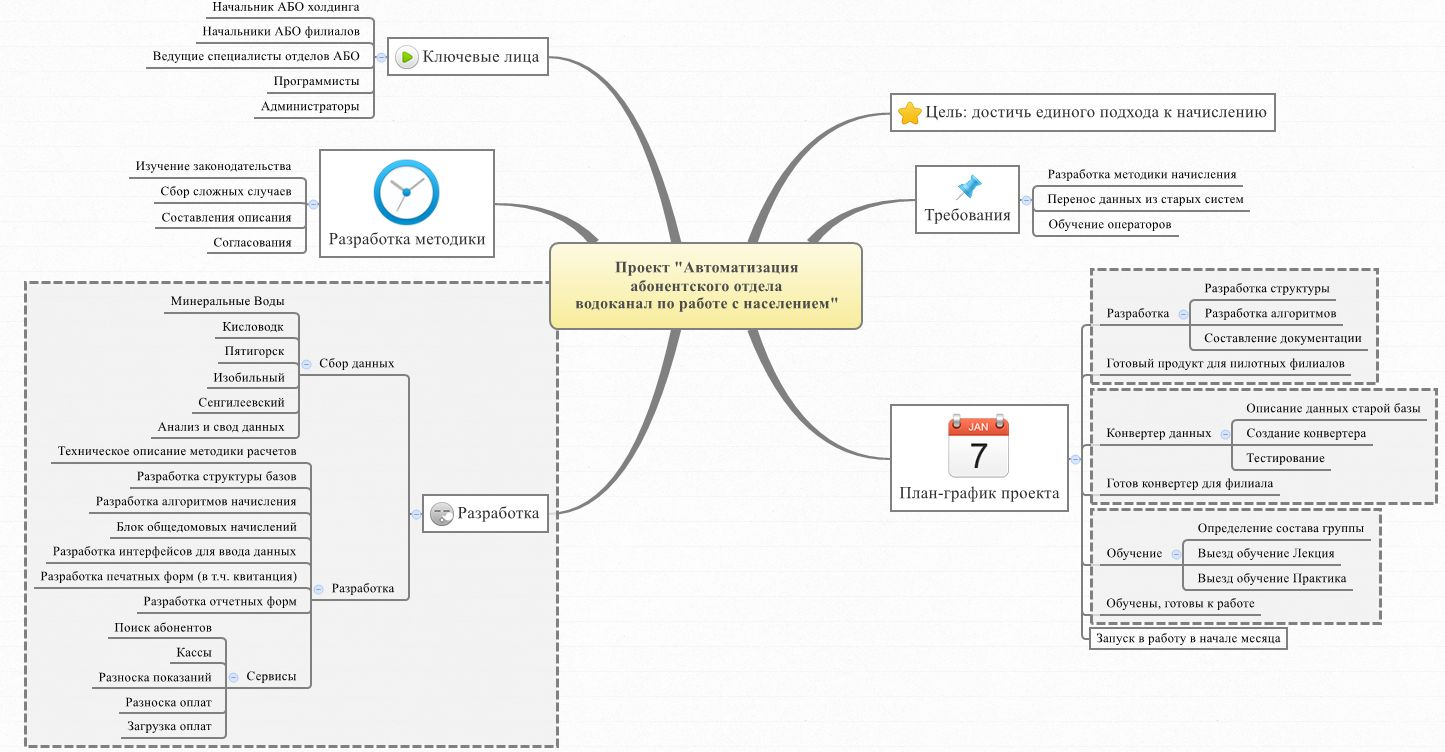 Начальник АБО холдинга
Начальники АБО филиалов
Ведущие специалисты отделов АБО
Программисты
Администраторы
Ключевые лица
Изучение законодательства
Сбор сложных случаев
Составления описания
Согласования
Разработка методики
Проект "Автоматизация
абонентского отдела
водоканал по работе с населением"
Цель: достичь единого подхода к начислению
Требования
Разработка методики начисления
Перенос данных из старых систем
Обучение операторов
Минеральные Воды
Кисловодк
Пятигорск
Изобильный
Сенгилеевский
Анализ и свод данных
Сбор данных
Техническое описание методики расчетов
Разработка структуры базов
Разработка алгоритмов начисления
Блок общедомовых начислений
Разработка интерфейсов для ввода данных
Разработка печатных форм (в т.ч. квитанция)
Разработка отчетных форм
Поиск абонентов
Кассы
Разноска показаний
Разноска оплат
Загрузка оплат
Сервисы
Разработка
Разработка
JAN
7
План-график проекта
Разработка
Разработка структуры
Разработка алгоритмов
Составление документации
Готовый продукт для пилотных филиалов
Конвертер данных
Описание данных старой базы
Создание конвертера
Тестирование
Готов конвертер для филиала
Обучение
Определение состава группы
Выезд обучение Лекция
Выезд обучение Практика
Обучены, готовы к работе
Запуск в работу в начале месяца